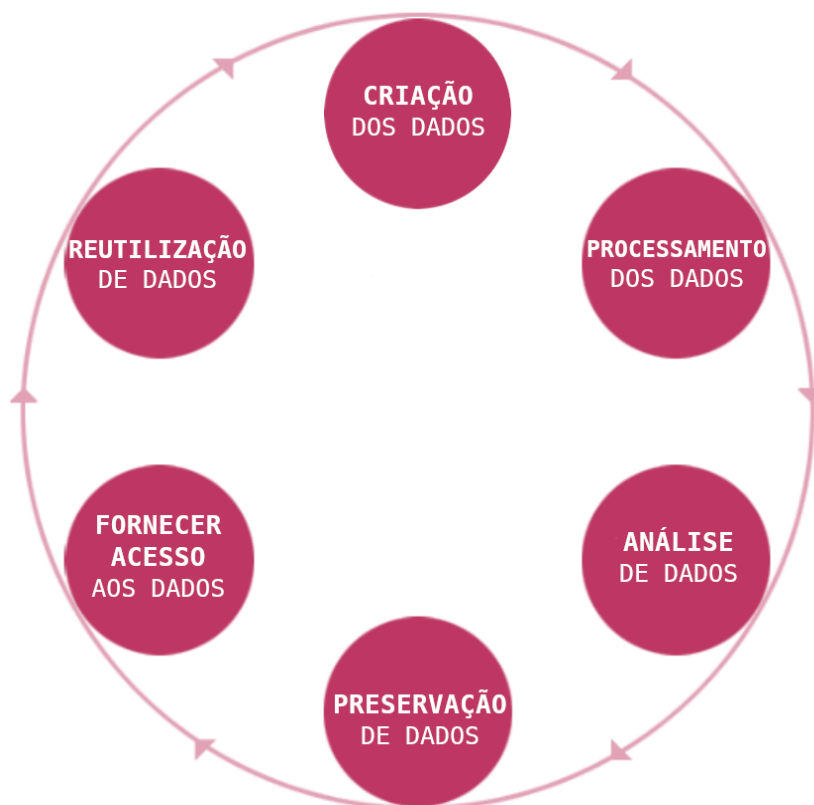 CRIAÇÃO
DOS DADOS
PROCESSAMENTO
DOS DADOS
ANÁLISE
DE DADOS
PRESERVAÇÃO
DE DADOS
FORNECER
ACESSO
AOS DADOS
REUTILIZAÇÃO
DE DADOS